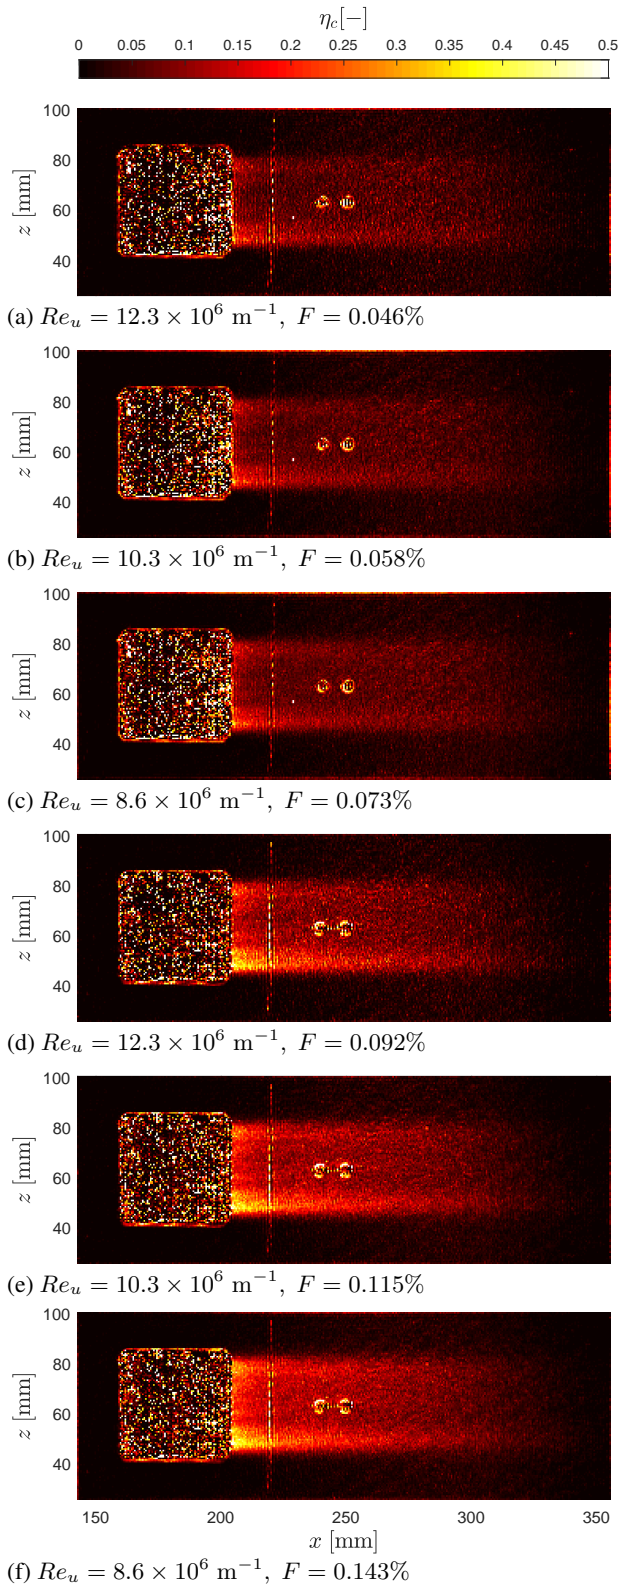 η_c[−]
0 0.05 0.1 0.15 0.2 0.25 0.3 0.35 0.4 0.45 0.5
100
80
z [mm]
60
40
(a) Re_u = 12.3 × 10^6 m^−1, F = 0.046%
100
80
z [mm]
60
40
(b) Re_u = 10.3 × 10^6 m^−1, F = 0.058%
100
80
z [mm]
60
40
(c) Re_u = 8.6 × 10^6 m^−1, F = 0.073%
100
80
z [mm]
60
40
(d) Re_u = 12.3 × 10^6 m^−1, F = 0.092%
100
80
z [mm]
60
40
(e) Re_u = 10.3 × 10^6 m^−1, F = 0.115%
100
80
z [mm]
60
40
150 200 250 300 350
x [mm]
(f) Re_u = 8.6 × 10^6 m^−1, F = 0.143%